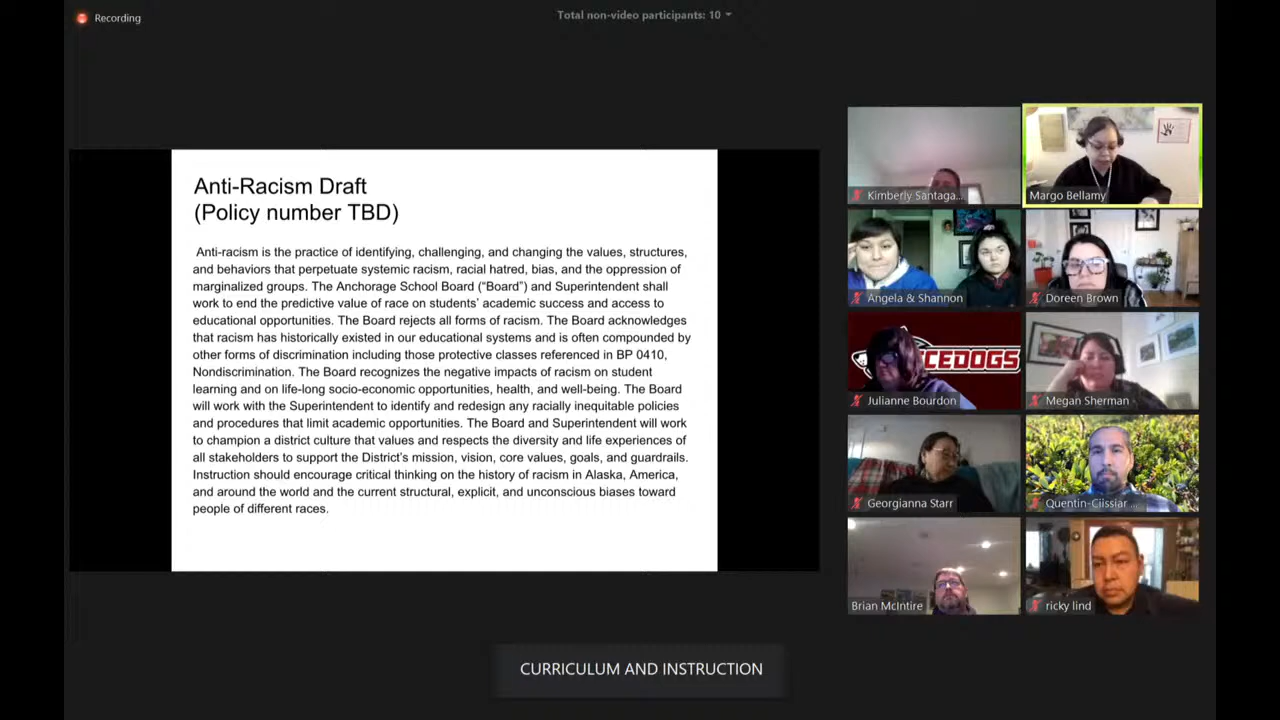 Recording
Total non-video participants: 10
Anti-Racism Draft
(Policy number TBD)
Anti-racism is the practice of identifying, challenging, and changing the values, structures,
and behaviors that perpetuate systemic racism, racial hatred, bias, and the oppression of
marginalized groups. The Anchorage School Board (“Board”) and Superintendent shall
work to end the predictive value of race on students’ academic success and access to
educational opportunities. The Board rejects all forms of racism. The Board acknowledges
that racism has historically existed in our educational systems and is often compounded by
other forms of discrimination including those protective classes referenced in BP 0410,
Nondiscrimination. The Board recognizes the negative impacts of racism on student
learning and on life-long socio-economic opportunities, health, and well-being. The Board
will work with the Superintendent to identify and redesign any racially inequitable policies
and procedures that limit academic opportunities. The Board and Superintendent will work
to champion a district culture that values and respects the diversity and life experiences of
all stakeholders to support the District’s mission, vision, core values, goals, and guardrails.
Instruction should encourage critical thinking on the history of racism in Alaska, America,
and around the world and the current structural, explicit, and unconscious biases toward
people of different races.
Kimberly Santaga...
Margo Bellamy
Angela & Shannon
Doreen Brown
ICEDOGS
Julianne Bourdon
Megan Sherman
Georgianna Starr
Quentin-Ciissiar ...
Brian McIntire
ricky lind
CURRICULUM AND INSTRUCTION